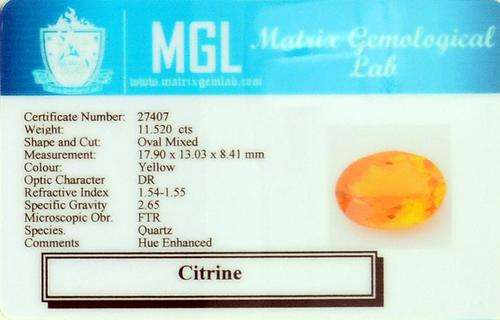 MGL
Matrix Gemological
Lab
www.matrixgemlab.com
Certificate Number: 27407
Weight: 11.520 cts
Shape and Cut: Oval Mixed
Measurement: 17.90 x 13.03 x 8.41 mm
Colour: Yellow
Optic Character DR
Refractive Index 1.54-1.55
Specific Gravity 2.65
Microscopic Obr. FTR
Species. Quartz
Comments Hue Enhanced
Citrine